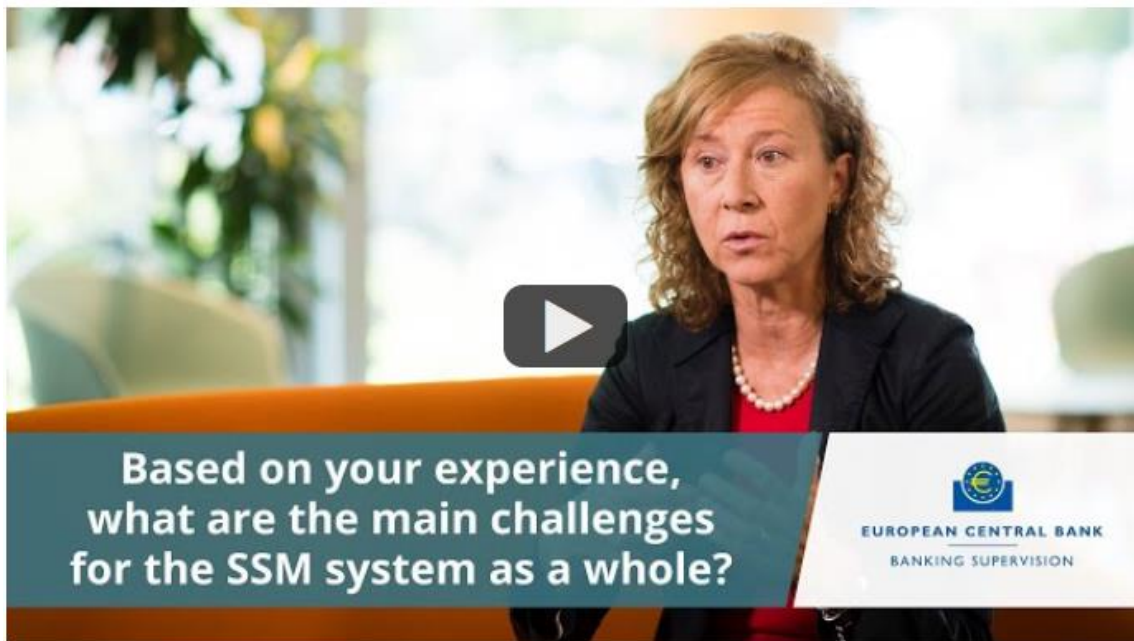 Based on your experience,
what are the main challenges
for the SSM system as a whole?
€
EUROPEAN CENTRAL BANK
BANKING SUPERVISION